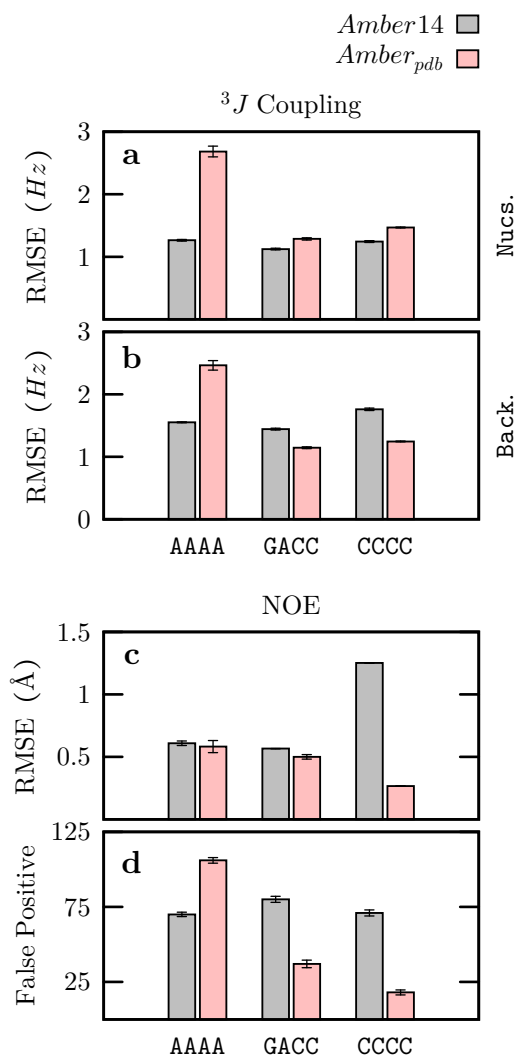 Amber14
Amber_pdb
³J Coupling
a
3
2
1
RMSE (Hz)
Nucs.
b
3
2
1
0
RMSE (Hz)
Back.
AAAA GACC CCCC
NOE
c
1.5
1
0.5
RMSE (Å)
d
125
75
25
False Positive
AAAA GACC CCCC